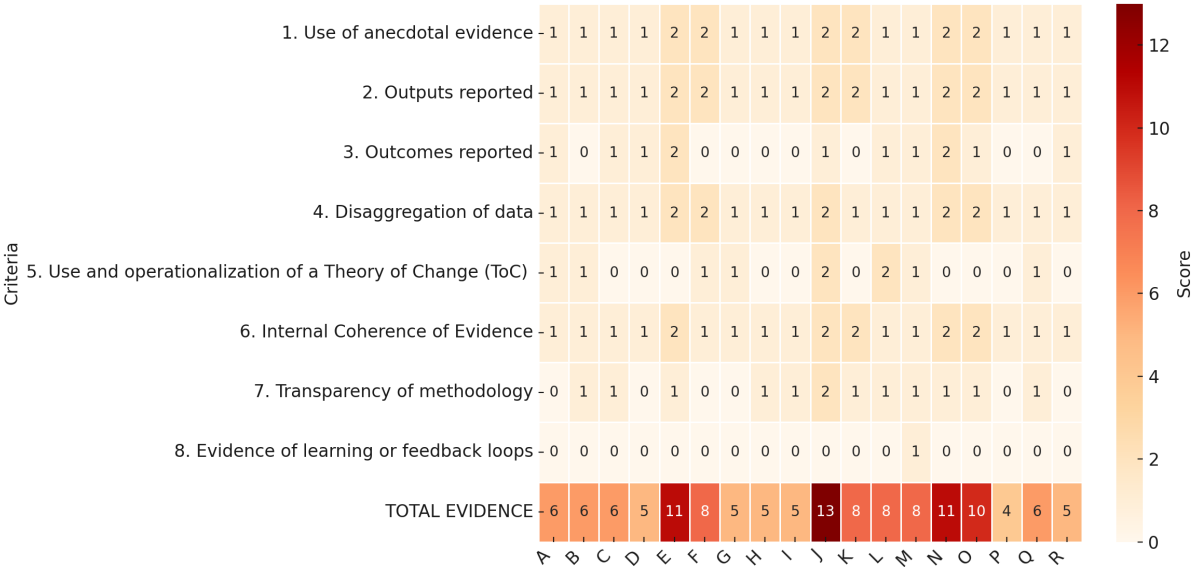 1. Use of anecdotal evidence 1 1 1 1 2 2 1 1 1 2 2 1 1 2 2 1 1 1
2. Outputs reported 1 1 1 1 2 2 1 1 1 2 2 1 1 2 2 1 1 1
3. Outcomes reported 1 0 1 1 2 0 0 0 0 1 0 1 1 2 1 0 0 1
4. Disaggregation of data 1 1 1 1 2 2 1 1 1 2 1 1 1 2 2 1 1 1
5. Use and operationalization of a Theory of Change (ToC) 1 1 0 0 0 1 1 0 0 2 0 2 1 0 0 0 1 0
6. Internal Coherence of Evidence 1 1 1 1 2 1 1 1 1 2 2 1 1 2 2 1 1 1
7. Transparency of methodology 0 1 1 0 1 0 0 1 1 2 1 1 1 1 1 0 1 0
8. Evidence of learning or feedback loops 0 0 0 0 0 0 0 0 0 0 0 0 1 0 0 0 0 0
TOTAL EVIDENCE 6 6 6 5 11 8 5 5 5 13 8 8 8 11 10 4 6 5
A B C D E F G H I J K L M N O P Q R
Criteria
12
10
8
6
4
2
0
Score